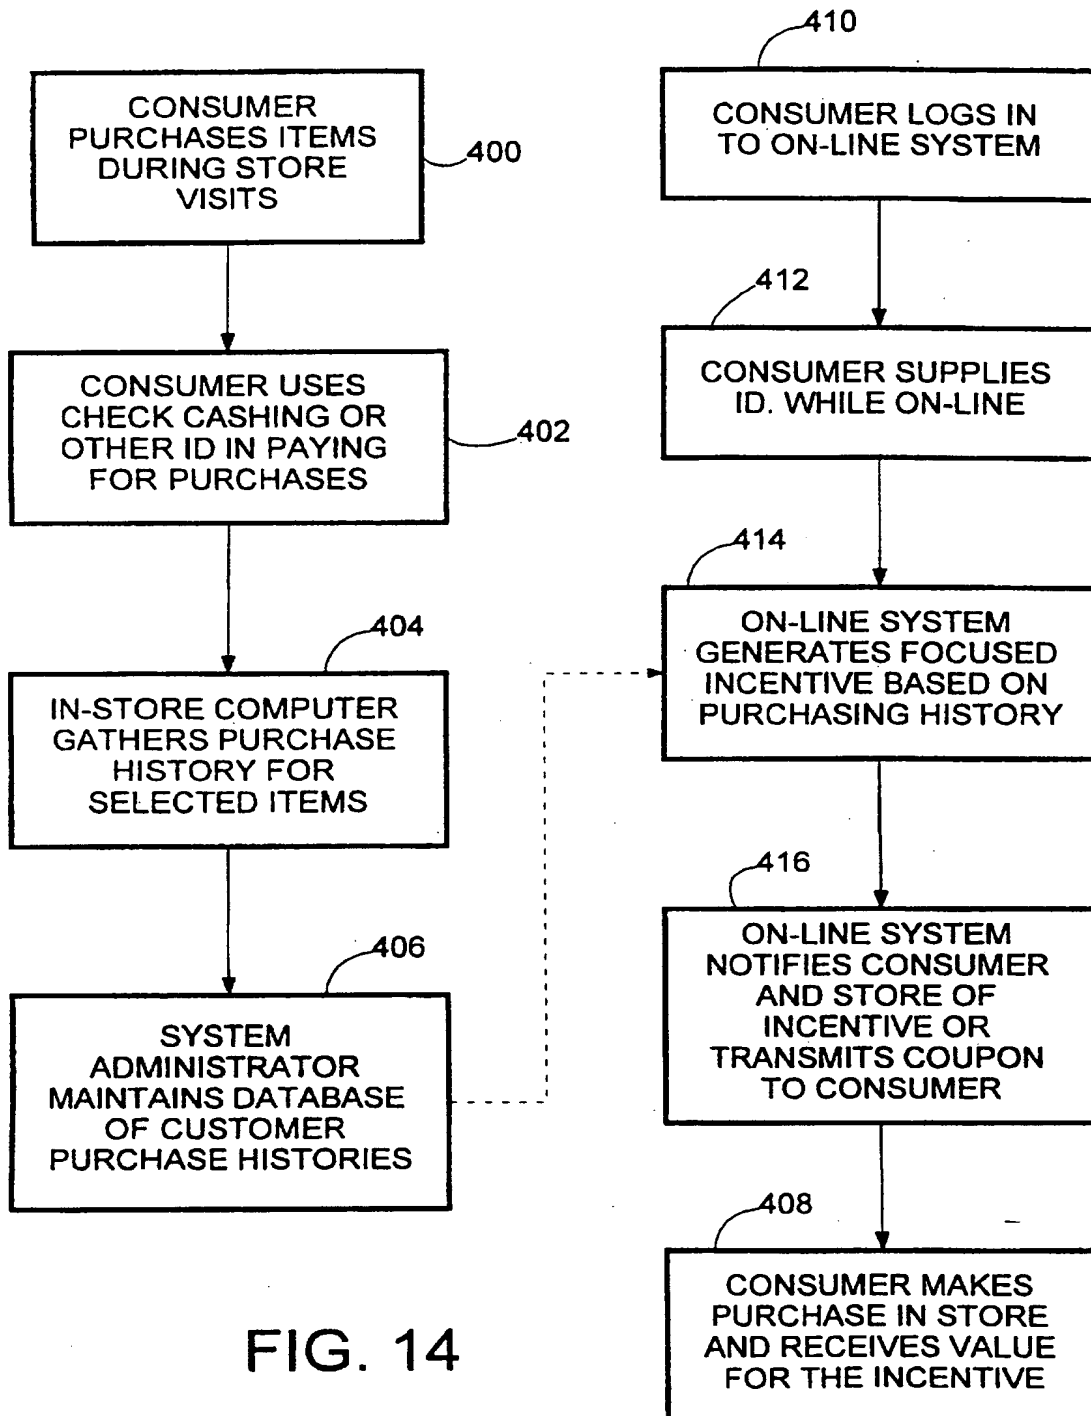 CONSUMER
PURCHASES ITEMS
DURING STORE
VISITS
400
CONSUMER USES
CHECK CASHING OR
OTHER ID IN PAYING
FOR PURCHASES
402
404
IN-STORE COMPUTER
GATHERS PURCHASE
HISTORY FOR
SELECTED ITEMS
406
SYSTEM
ADMINISTRATOR
MAINTAINS DATABASE
OF CUSTOMER
PURCHASE HISTORIES
410
CONSUMER LOGS IN
TO ON-LINE SYSTEM
412
CONSUMER SUPPLIES
ID. WHILE ON-LINE
414
ON-LINE SYSTEM
GENERATES FOCUSED
INCENTIVE BASED ON
PURCHASING HISTORY
416
ON-LINE SYSTEM
NOTIFIES CONSUMER
AND STORE OF
INCENTIVE OR
TRANSMITS COUPON
TO CONSUMER
408
CONSUMER MAKES
PURCHASE IN STORE
AND RECEIVES VALUE
FOR THE INCENTIVE
FIG. 14